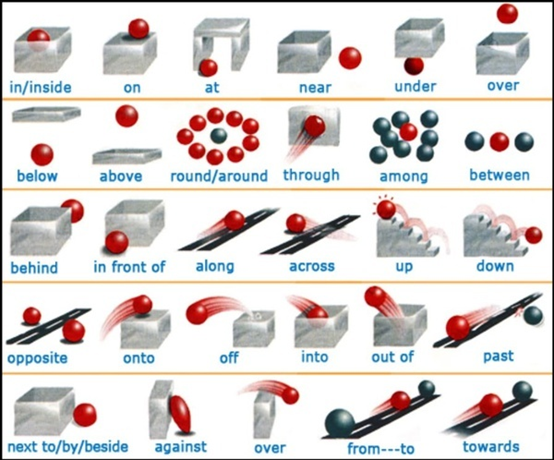 in/inside on at near under over
below above round/around through among between
behind in front of along across up down
opposite onto off into out of past
next to/by/beside against over from---to towards